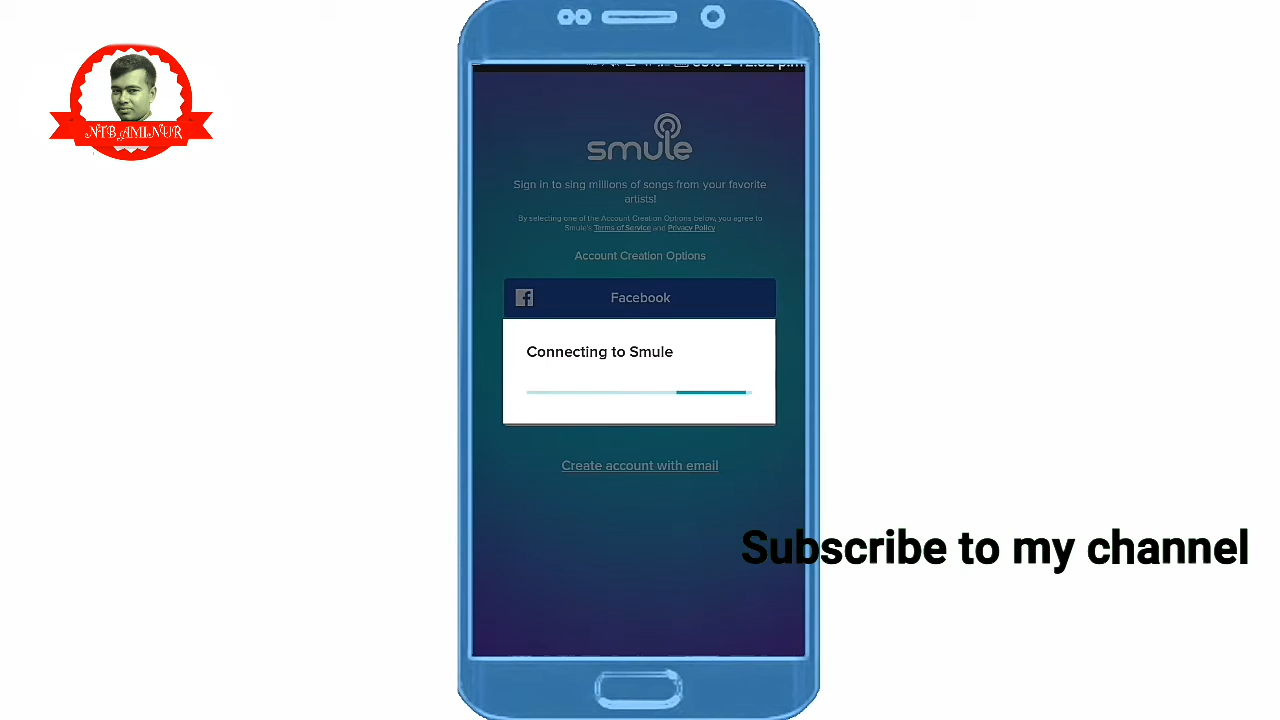 NTB AMINUR
smule
Sign in to sing millions of songs from your favorite
artists!
By selecting one of the Account Creation Options below, you agree to
Smule's Terms of Service and Privacy Policy
Account Creation Options
Facebook
Connecting to Smule
Create account with email
Subscribe to my channel